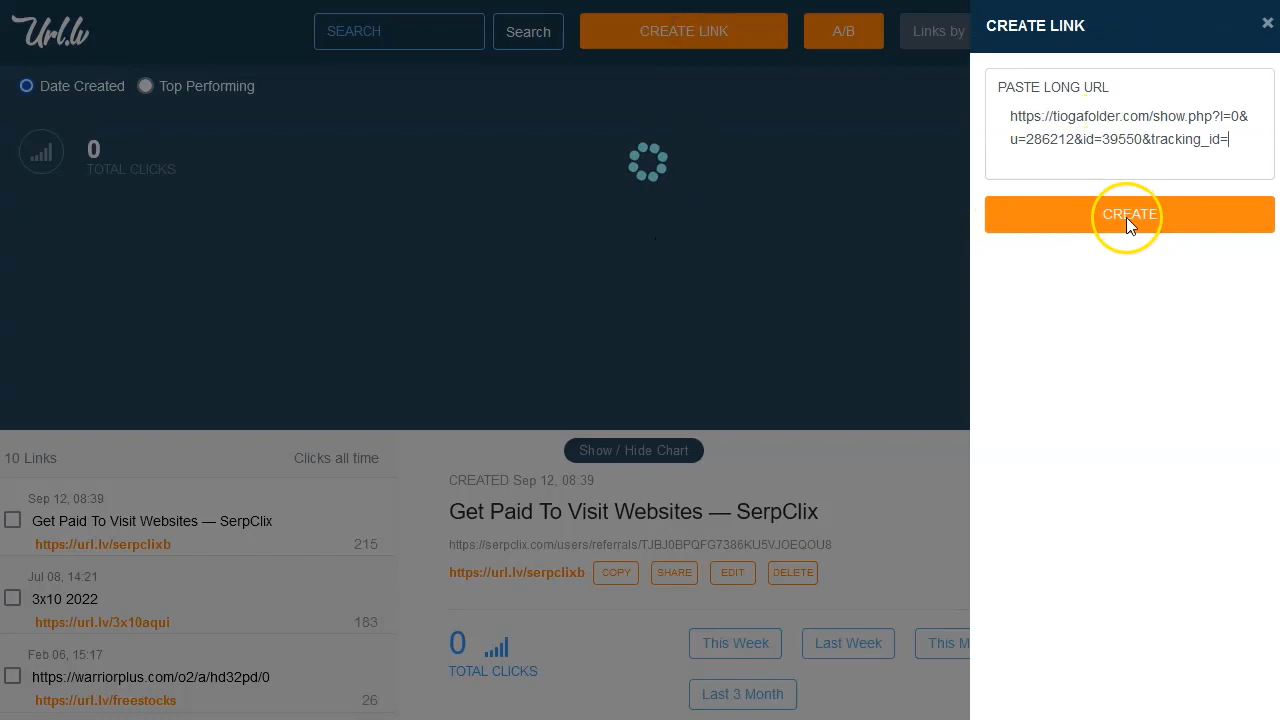 Url.lv
SEARCH
Search
CREATE LINK
A/B
Links by
CREATE LINK
×
Date Created
Top Performing
0
TOTAL CLICKS
PASTE LONG URL
https://tiogafolder.com/show.php?l=0&
u=286212&id=39550&tracking_id=
CREATE
10 Links
Clicks all time
Sep 12, 08:39
Get Paid To Visit Websites — SerpClix
https://url.lv/serpclixb
215
Jul 08, 14:21
3x10 2022
https://url.lv/3x10aqui
183
Feb 06, 15:17
https://warriorplus.com/o2/a/hd32pd/0
https://url.lv/freestocks
26
Show / Hide Chart
CREATED Sep 12, 08:39
Get Paid To Visit Websites — SerpClix
https://serpclix.com/users/referrals/TJBJ0BPQFG7386KU5VJOEQOU8
https://url.lv/serpclixb
COPY
SHARE
EDIT
DELETE
0
TOTAL CLICKS
This Week
Last Week
This M
Last 3 Month